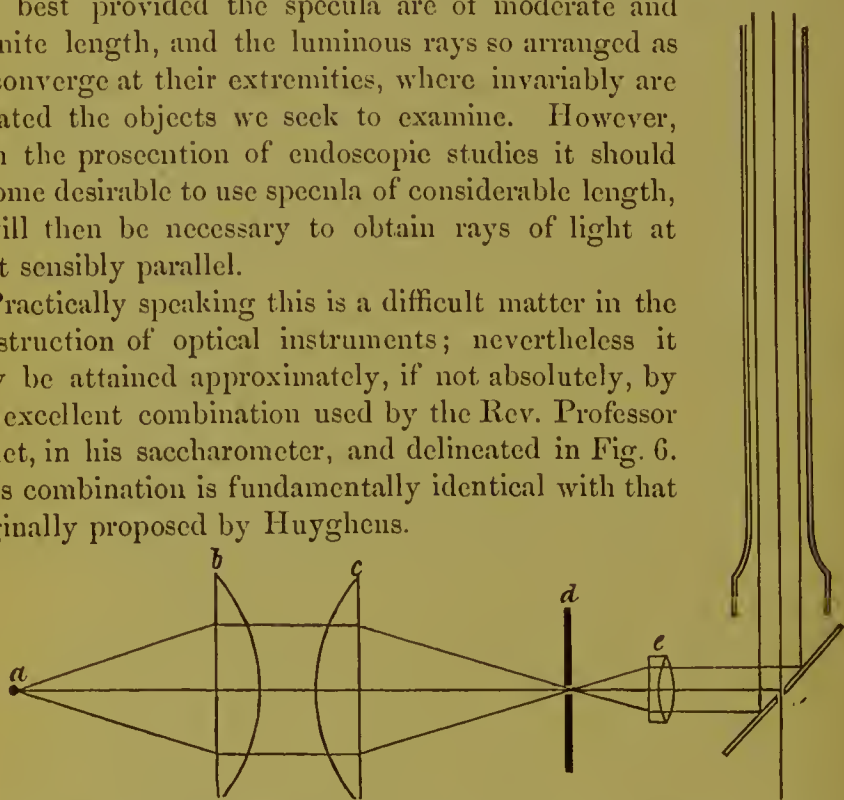 best provided the specula are of moderate and
nite length, and the luminous rays so arranged as
converge at their extremities, where invariably are
ated the objects we seek to examine. However,
the prosecution of endoscopic studies it should
ome desirable to use specula of considerable length,
ill then be necessary to obtain rays of light at
t sensibly parallel.
Practically speaking this is a difficult matter in the
struction of optical instruments; nevertheless it
be attained approximately, if not absolutely, by
excellent combination used by the Rev. Professor
et, in his saccharometer, and delineated in Fig. 6.
s combination is fundamentally identical with that
ginally proposed by Huyghens.
b
c
d
e
a